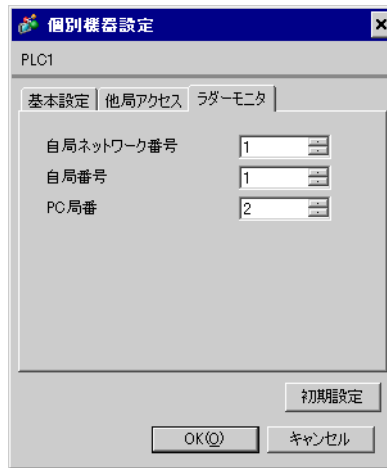 個別機器設定
PLC1
基本設定 他局アクセス ラダーモニタ
自局ネットワーク番号 1
自局番号 1
PC局番 2
初期設定
OK(O) キャンセル